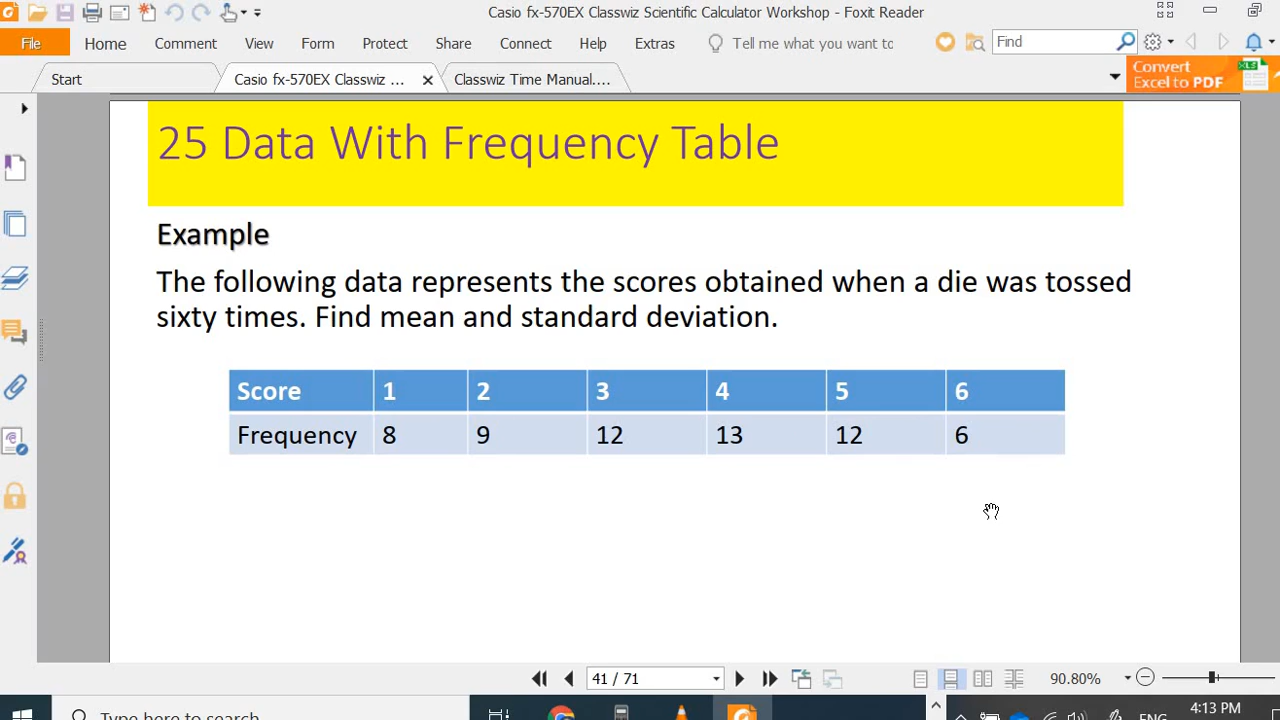 Casio fx-570EX Classwiz Scientific Calculator Workshop - Foxit Reader
File Home Comment View Form Protect Share Connect Help Extras Tell me what you want to Find
Start Casio fx-570EX Classwiz ... Classwiz Time Manual.... Convert Excel to PDF XLS
25 Data With Frequency Table
Example
The following data represents the scores obtained when a die was tossed
sixty times. Find mean and standard deviation.
Score 1 2 3 4 5 6
Frequency 8 9 12 13 12 6
41 / 71 90.80%
Type here to search ENG 4:13 PM